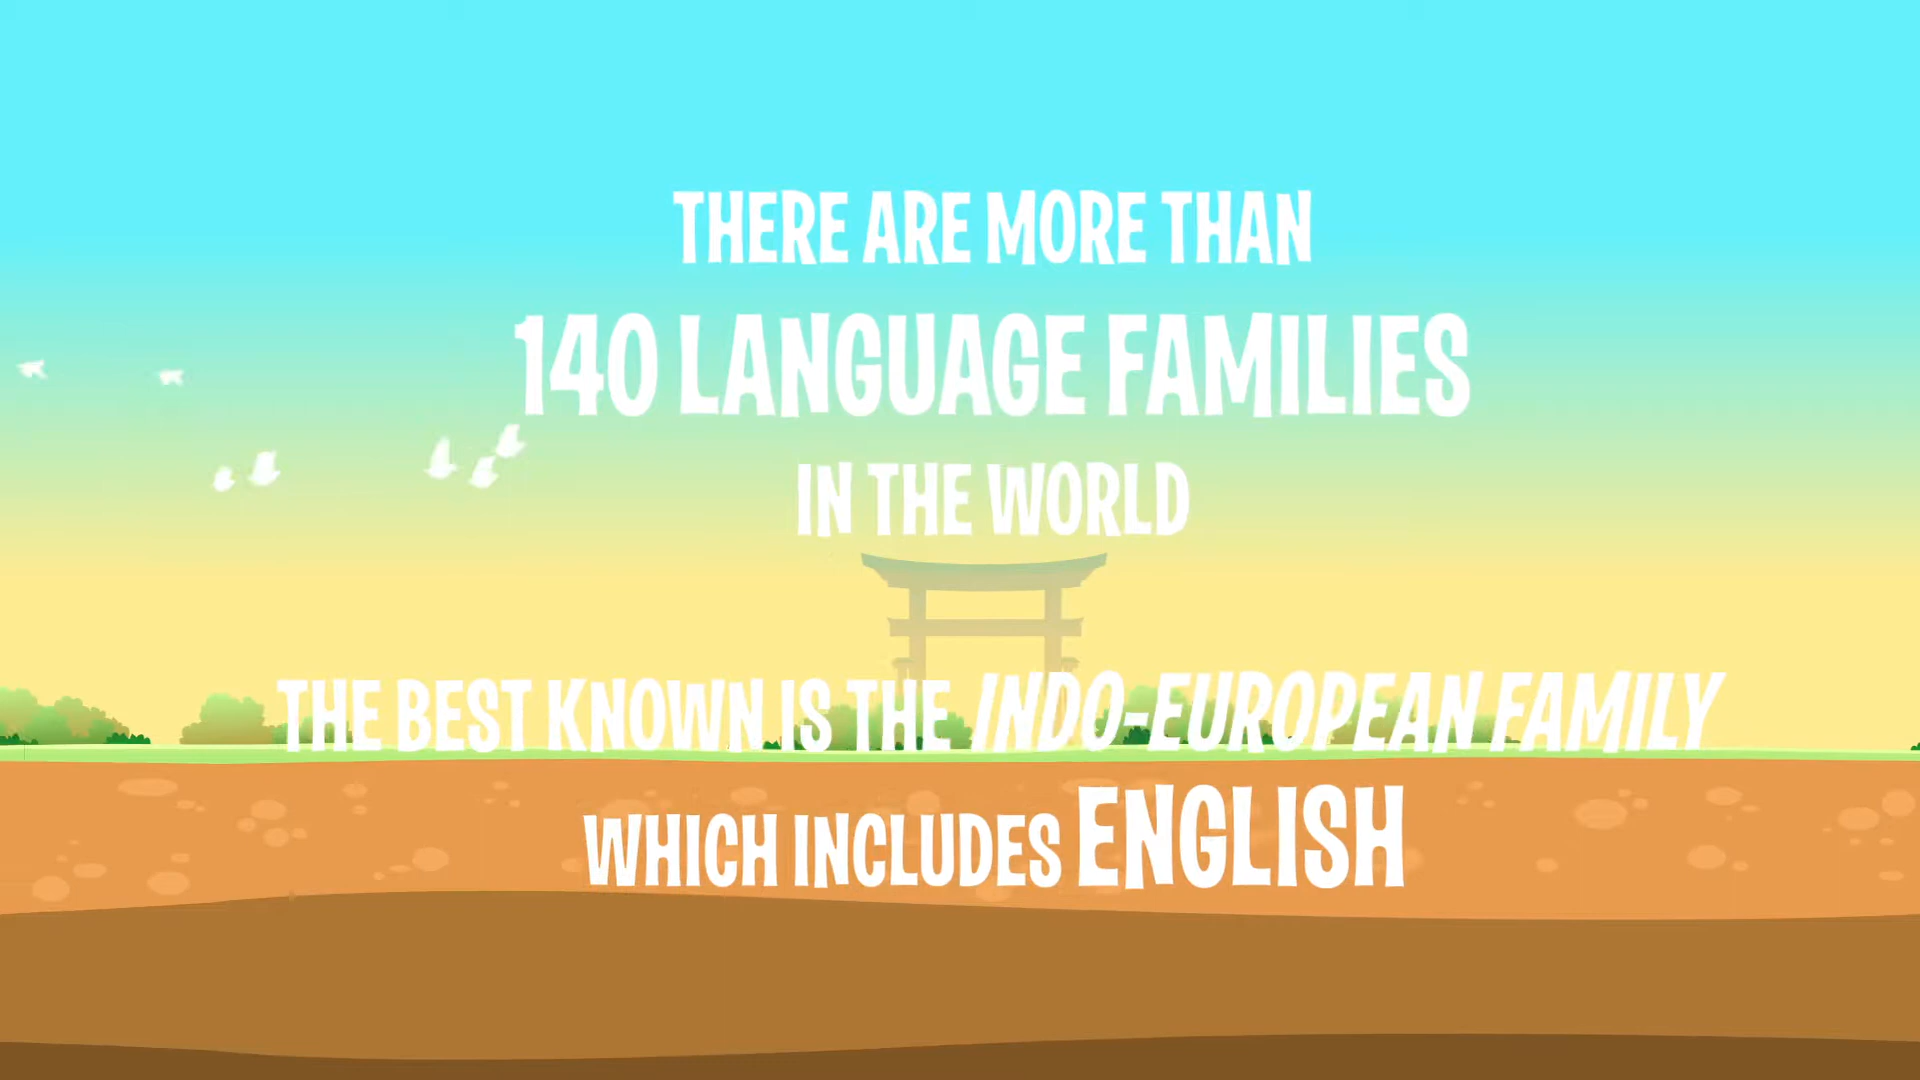 THERE ARE MORE THAN
140 LANGUAGE FAMILIES
IN THE WORLD
THE BEST KNOWN IS THE INDO-EUROPEAN FAMILY
WHICH INCLUDES ENGLISH